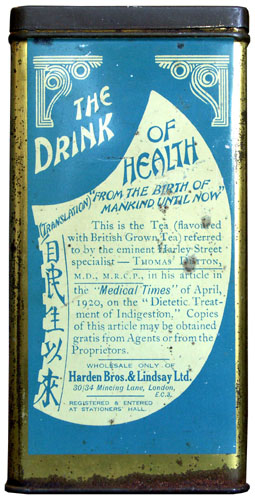 THE
DRINK
OF
HEALTH
(TRANSLATION) "FROM THE BIRTH OF
MANKIND UNTIL NOW"
自民生以來
This is the Tea (flavoured
with British Grown Tea) referred
to by the eminent Harley Street
specialist — THOMAS DUTTON,
M.D., M.R.C.P., in his article in
the "Medical Times" of April,
1920, on the "Dietetic Treat-
ment of Indigestion." Copies
of this article may be obtained
gratis from Agents or from the
Proprietors.
WHOLESALE ONLY OF
Harden Bros. & Lindsay Ltd.
30/34 Mincing Lane, London,
E.C.3.
REGISTERED & ENTERED
AT STATIONERS' HALL.